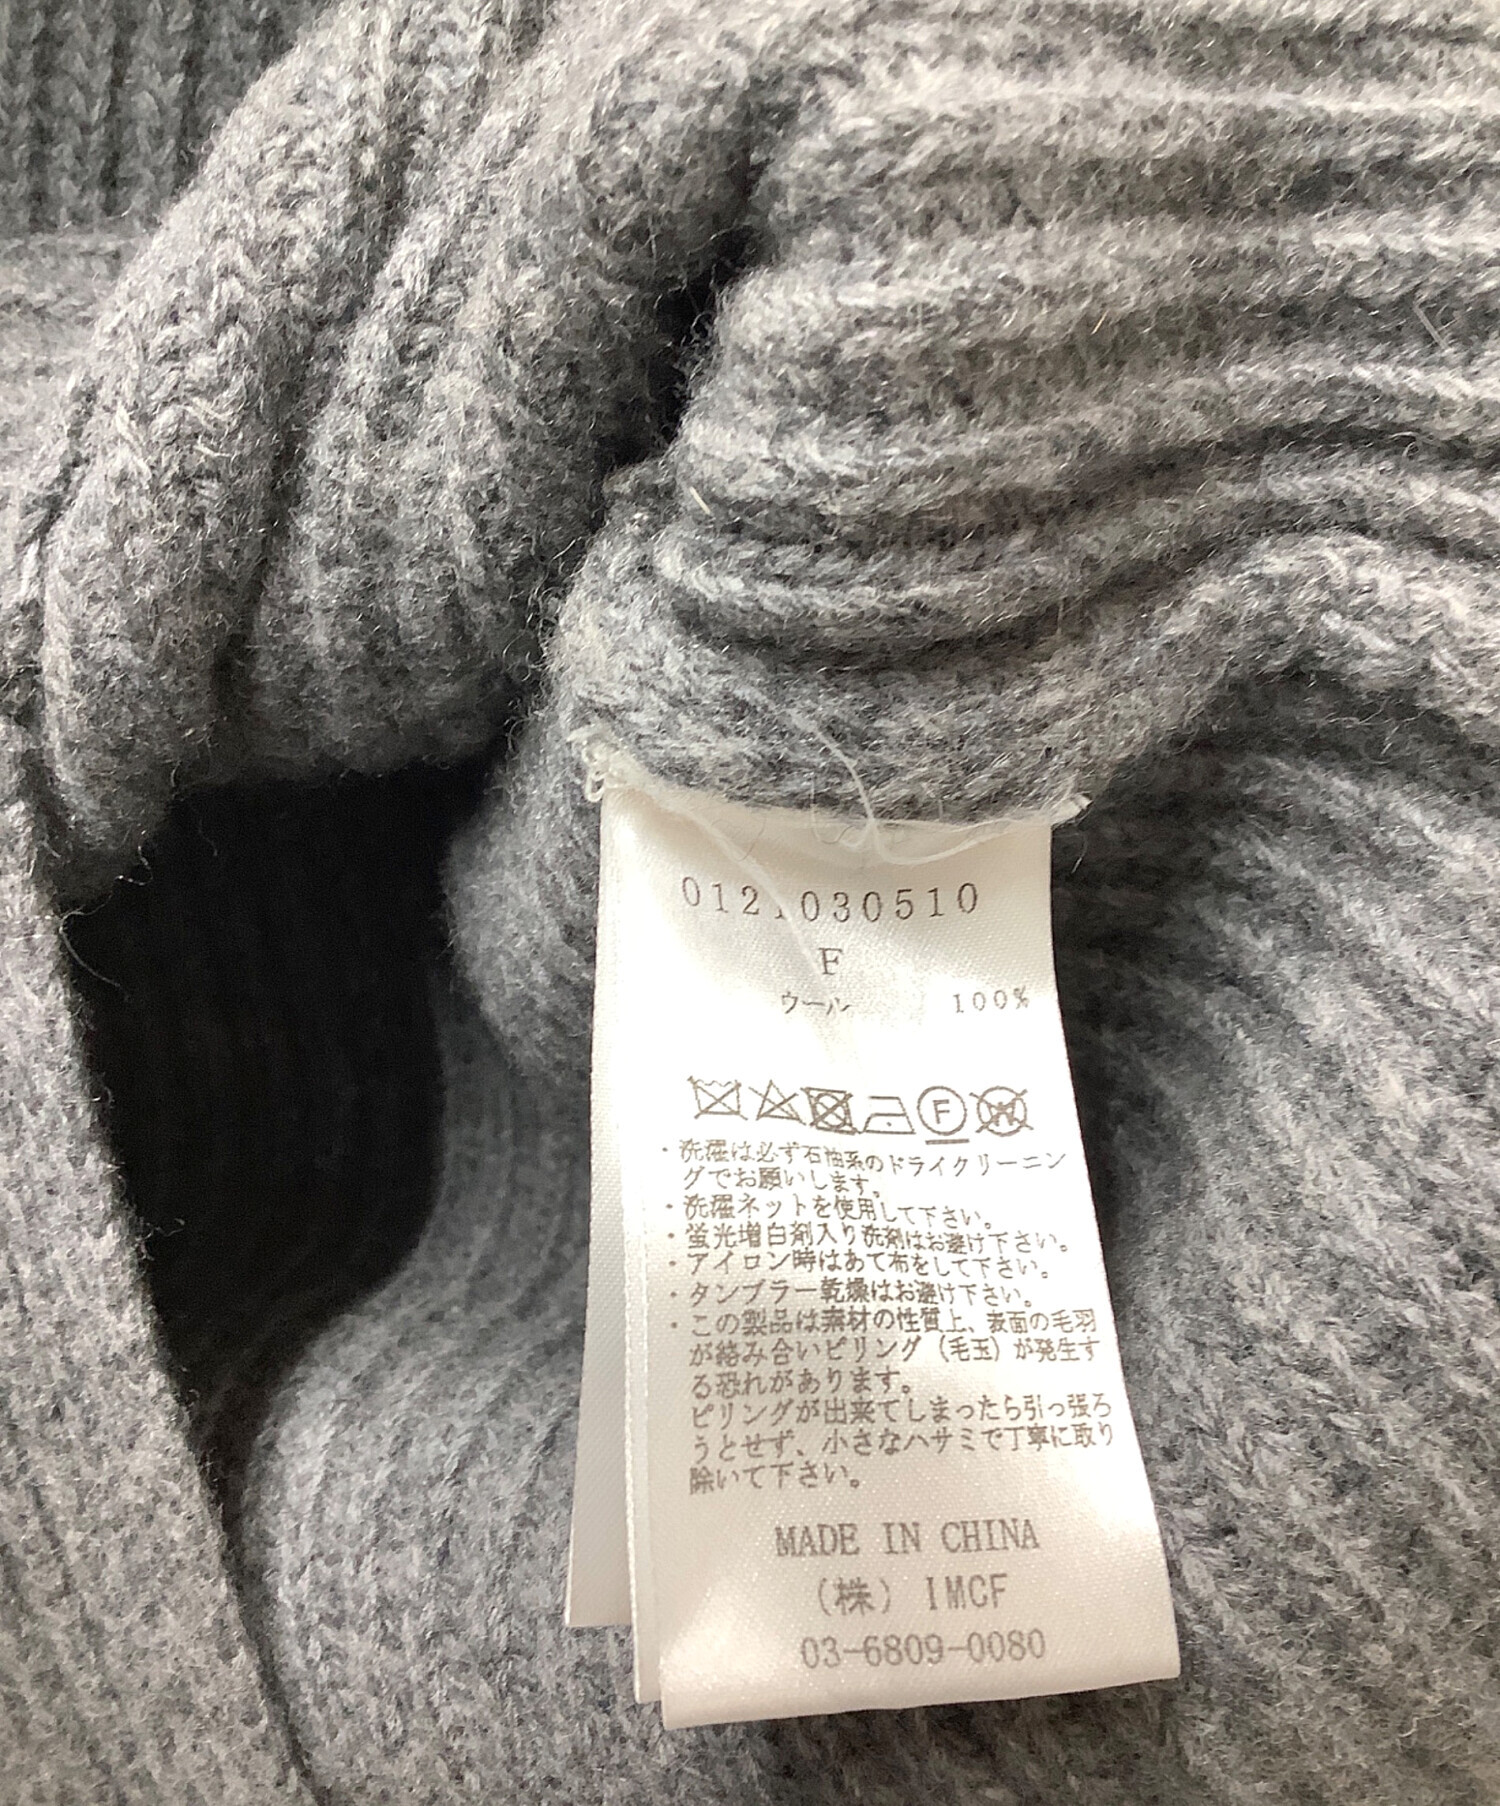 0121030510
F
ウール 100%
F
W
・洗濯は必ず石油系のドライクリーニン
グでお願いします。
・洗濯ネットを使用して下さい。
・蛍光増白剤入り洗剤はお避け下さい。
・アイロン時はあて布をして下さい。
・タンブラー乾燥はお避け下さい。
・この製品は素材の性質上、表面の毛羽
が絡み合いピリング（毛玉）が発生す
る恐れがあります。
ピリングが出来てしまったら引っ張ろ
うとせず、小さなハサミで丁寧に取り
除いて下さい。
MADE IN CHINA
（株）IMCF
03-6809-0080